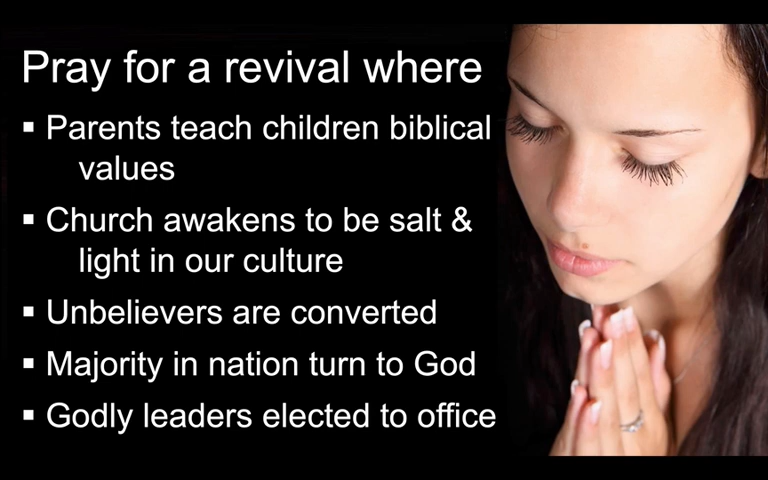 Pray for a revival where
▪ Parents teach children biblical
values
▪ Church awakens to be salt &
light in our culture
▪ Unbelievers are converted
▪ Majority in nation turn to God
▪ Godly leaders elected to office